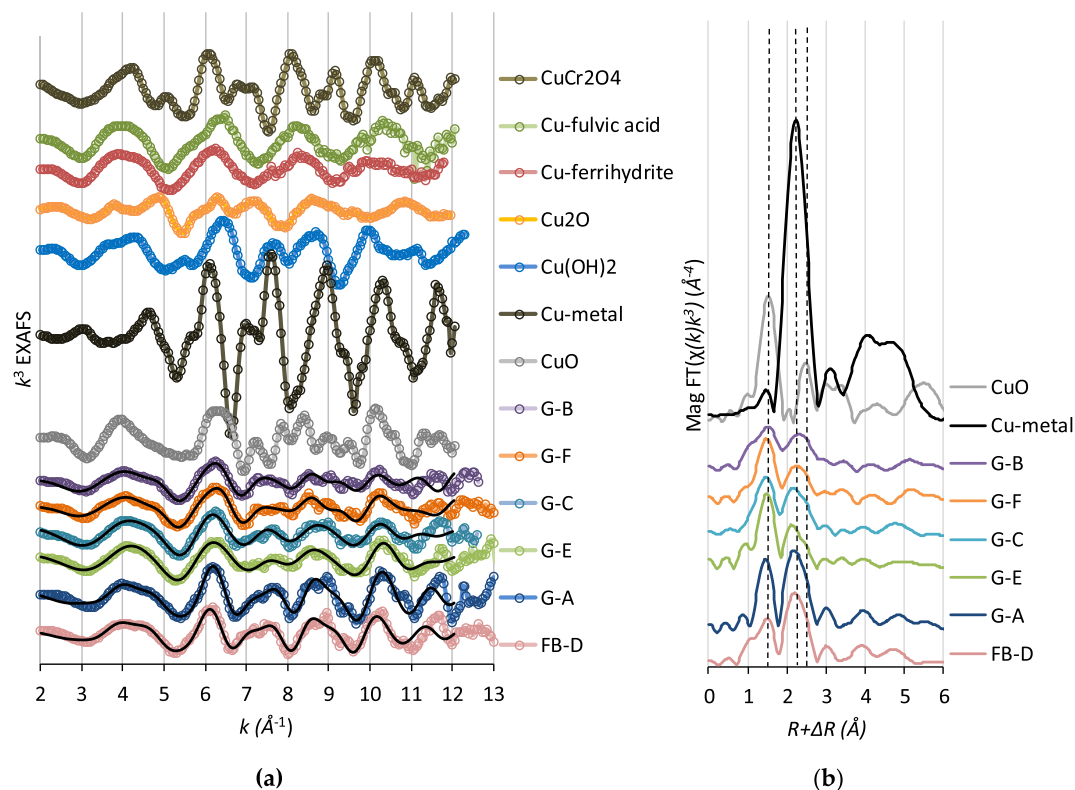 k³ EXAFS
CuCr2O4
Cu-fulvic acid
Cu-ferrihydrite
Cu2O
Cu(OH)2
Cu-metal
CuO
G-B
G-F
G-C
G-E
G-A
FB-D
2 3 4 5 6 7 8 9 10 11 12 13
k (Å⁻¹)
(a)
Mag FT(χ(k)k³) (Å⁻⁴)
CuO
Cu-metal
G-B
G-F
G-C
G-E
G-A
FB-D
0 1 2 3 4 5 6
R+ΔR (Å)
(b)